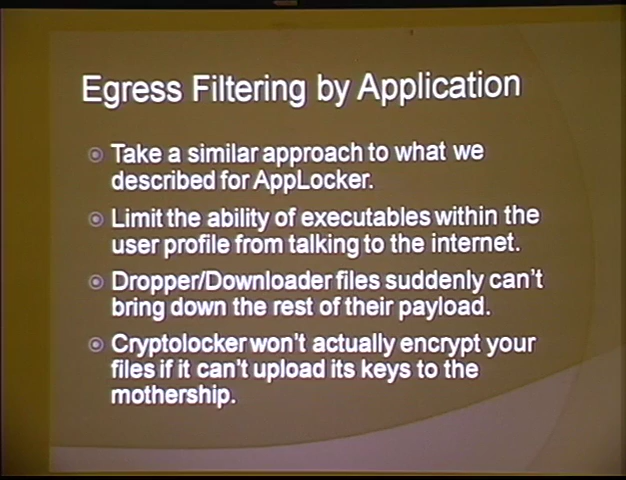 Egress Filtering by Application
Take a similar approach to what we
described for AppLocker.
Limit the ability of executables within the
user profile from talking to the internet.
Dropper/Downloader files suddenly can't
bring down the rest of their payload.
Cryptolocker won't actually encrypt your
files if it can't upload its keys to the
mothership.